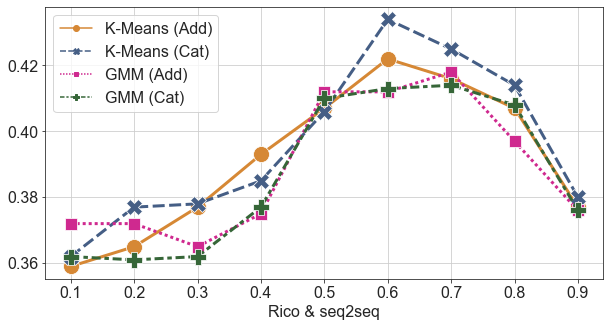 K-Means (Add)
K-Means (Cat)
GMM (Add)
GMM (Cat)
0.42
0.40
0.38
0.36
0.1 0.2 0.3 0.4 0.5 0.6 0.7 0.8 0.9
Rico & seq2seq